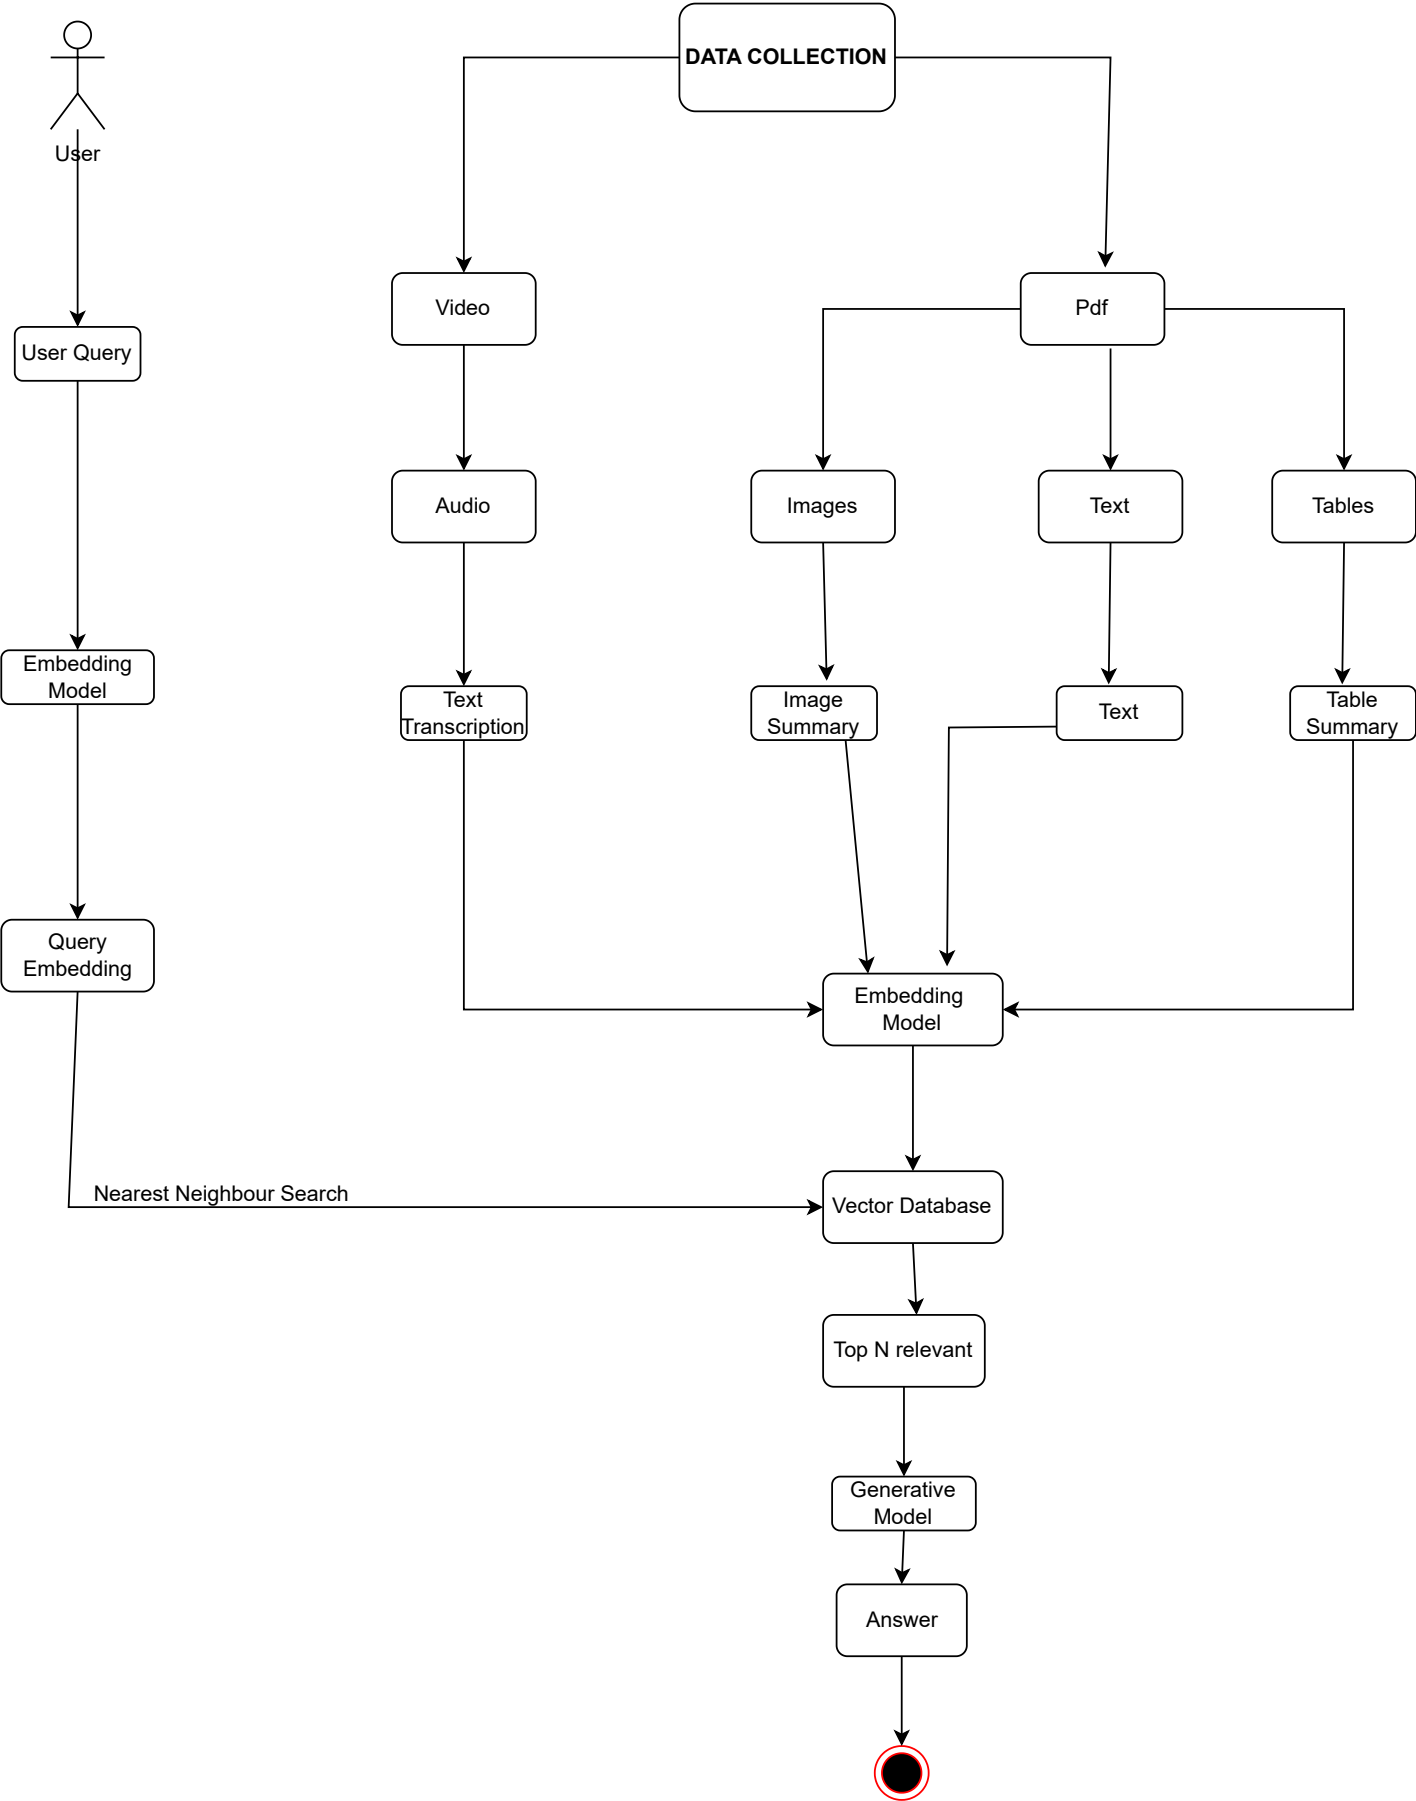 DATA COLLECTION
User
Video
Pdf
User Query
Audio
Images
Text
Tables
Embedding
Model
Text
Transcription
Image
Summary
Text
Table
Summary
Query
Embedding
Embedding
Model
Nearest Neighbour Search
Vector Database
Top N relevant
Generative
Model
Answer